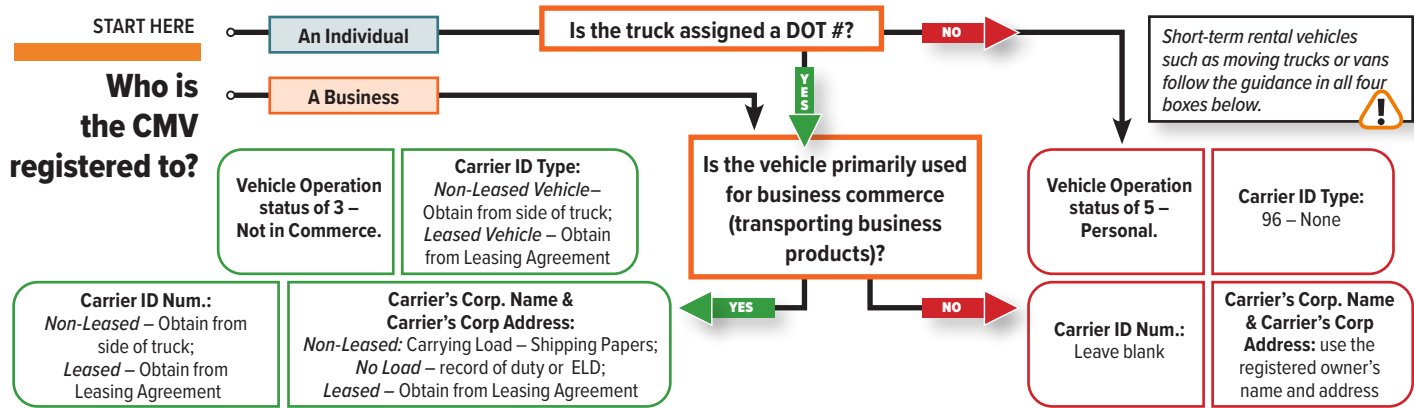 START HERE
Who is
the CMV
registered to?
An Individual
A Business
Is the truck assigned a DOT #?
NO
YES
Short-term rental vehicles
such as moving trucks or vans
follow the guidance in all four
boxes below.
!
Is the vehicle primarily used
for business commerce
(transporting business
products)?
YES
NO
Vehicle Operation
status of 3 –
Not in Commerce.
Carrier ID Type:
Non-Leased Vehicle–
Obtain from side of truck;
Leased Vehicle – Obtain
from Leasing Agreement
Carrier ID Num.:
Non-Leased – Obtain from
side of truck;
Leased – Obtain from
Leasing Agreement
Carrier's Corp. Name &
Carrier's Corp Address:
Non-Leased: Carrying Load – Shipping Papers;
No Load – record of duty or ELD;
Leased – Obtain from Leasing Agreement
Vehicle Operation
status of 5 –
Personal.
Carrier ID Type:
96 – None
Carrier ID Num.:
Leave blank
Carrier's Corp. Name
& Carrier's Corp
Address: use the
registered owner's
name and address